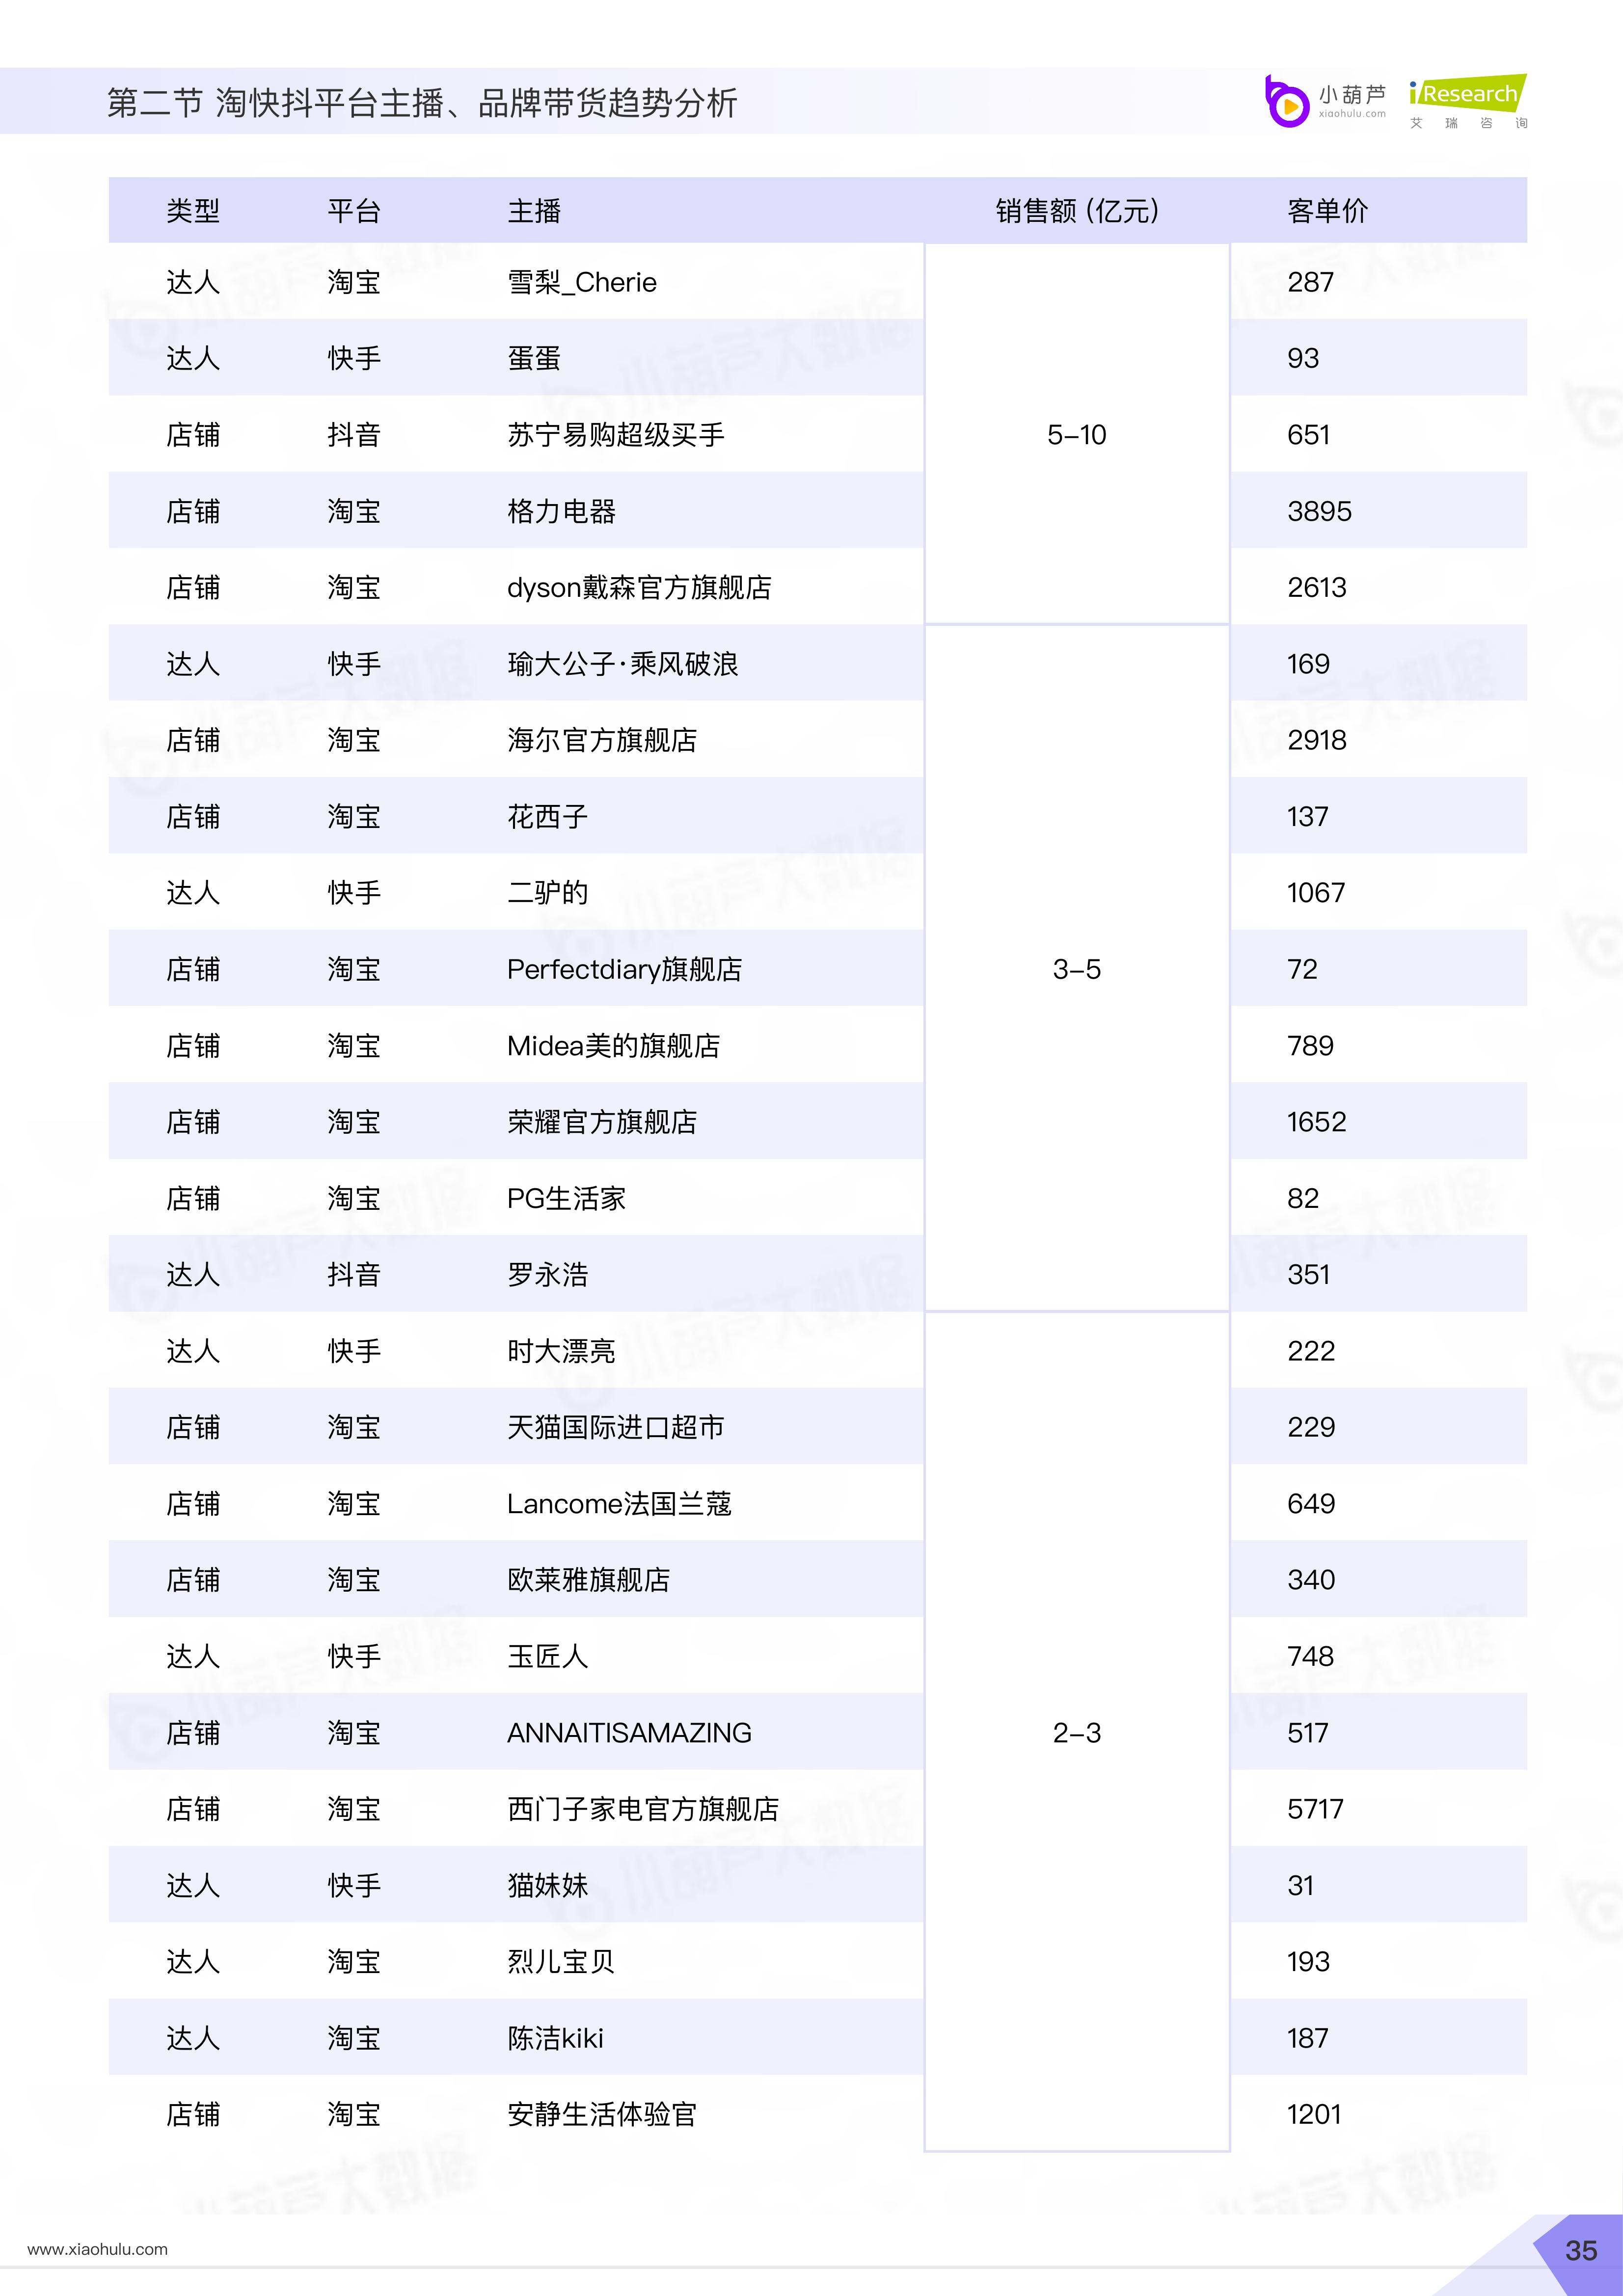 第二节 淘快抖平台主播、品牌带货趋势分析
小葫芦
xiaohulu.com
iResearch
艾瑞咨询
类型 平台 主播 销售额 (亿元) 客单价
达人 淘宝 雪梨_Cherie 287
达人 快手 蛋蛋 93
店铺 抖音 苏宁易购超级买手 5-10 651
店铺 淘宝 格力电器 3895
店铺 淘宝 dyson戴森官方旗舰店 2613
达人 快手 瑜大公子·乘风破浪 169
店铺 淘宝 海尔官方旗舰店 2918
店铺 淘宝 花西子 137
达人 快手 二驴的 1067
店铺 淘宝 Perfectdiary旗舰店 3-5 72
店铺 淘宝 Midea美的旗舰店 789
店铺 淘宝 荣耀官方旗舰店 1652
店铺 淘宝 PG生活家 82
达人 抖音 罗永浩 351
达人 快手 时大漂亮 222
店铺 淘宝 天猫国际进口超市 229
店铺 淘宝 Lancome法国兰蔻 649
店铺 淘宝 欧莱雅旗舰店 340
达人 快手 玉匠人 748
店铺 淘宝 ANNAITISAMAZING 2-3 517
店铺 淘宝 西门子家电官方旗舰店 5717
达人 快手 猫妹妹 31
达人 淘宝 烈儿宝贝 193
达人 淘宝 陈洁kiki 187
店铺 淘宝 安静生活体验官 1201
小葫芦大数据
www.xiaohulu.com
35